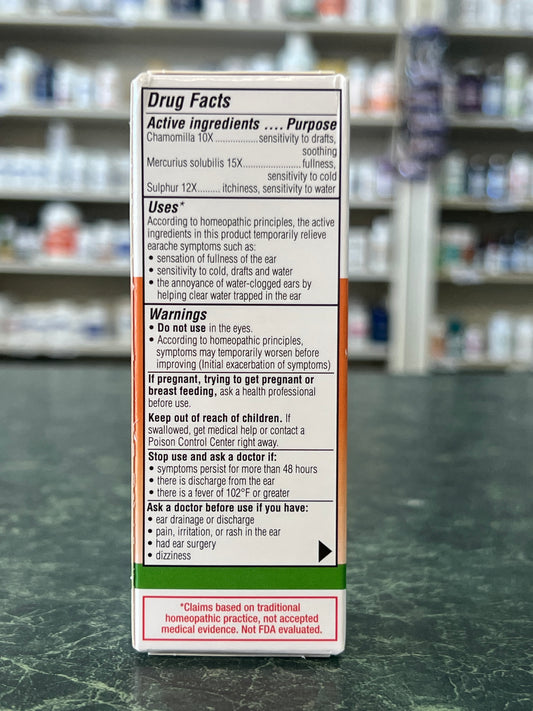 Drug Facts
Active ingredients .... Purpose
Chamomilla 10X..................sensitivity to drafts,
soothing
Mercurius solubilis 15X........................fullness,
sensitivity to cold
Sulphur 12X......... itchiness, sensitivity to water
Uses*
According to homeopathic principles, the active
ingredients in this product temporarily relieve
earache symptoms such as:
• sensation of fullness of the ear
• sensitivity to cold, drafts and water
• the annoyance of water-clogged ears by
helping clear water trapped in the ear
Warnings
• Do not use in the eyes.
• According to homeopathic principles,
symptoms may temporarily worsen before
improving (Initial exacerbation of symptoms)
If pregnant, trying to get pregnant or
breast feeding, ask a health professional
before use.
Keep out of reach of children. If
swallowed, get medical help or contact a
Poison Control Center right away.
Stop use and ask a doctor if:
• symptoms persist for more than 48 hours
• there is discharge from the ear
• there is a fever of 102°F or greater
Ask a doctor before use if you have:
• ear drainage or discharge
• pain, irritation, or rash in the ear
• had ear surgery
• dizziness
*Claims based on traditional
homeopathic practice, not accepted
medical evidence. Not FDA evaluated.